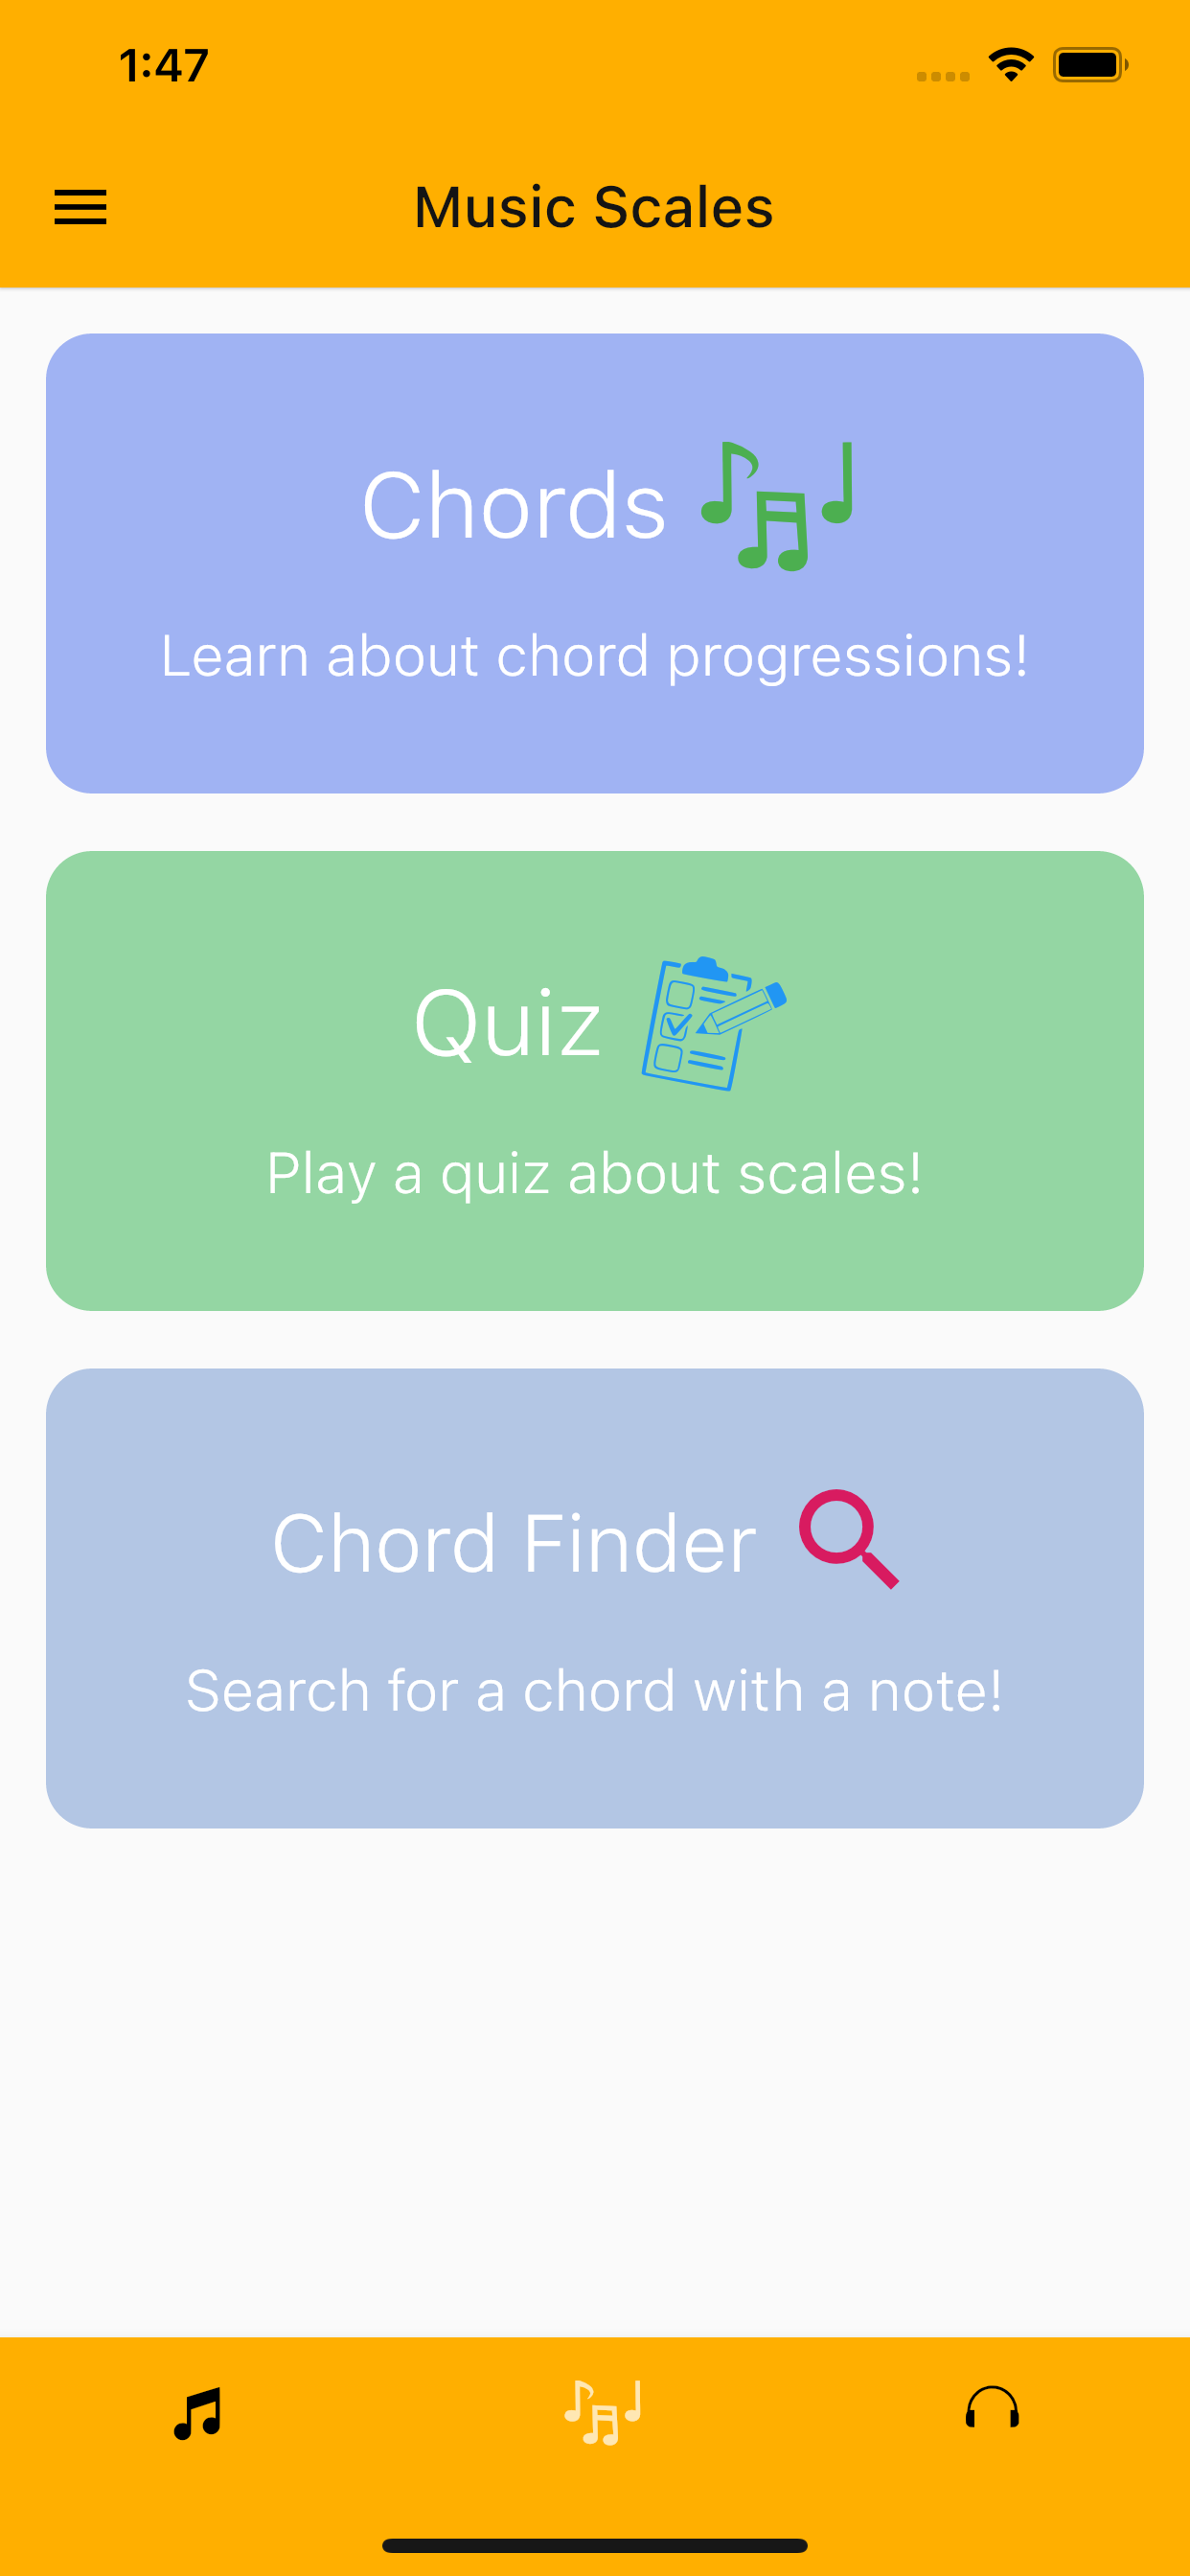 1:47
Music Scales
Chords
Learn about chord progressions!
Quiz
Play a quiz about scales!
Chord Finder
Search for a chord with a note!